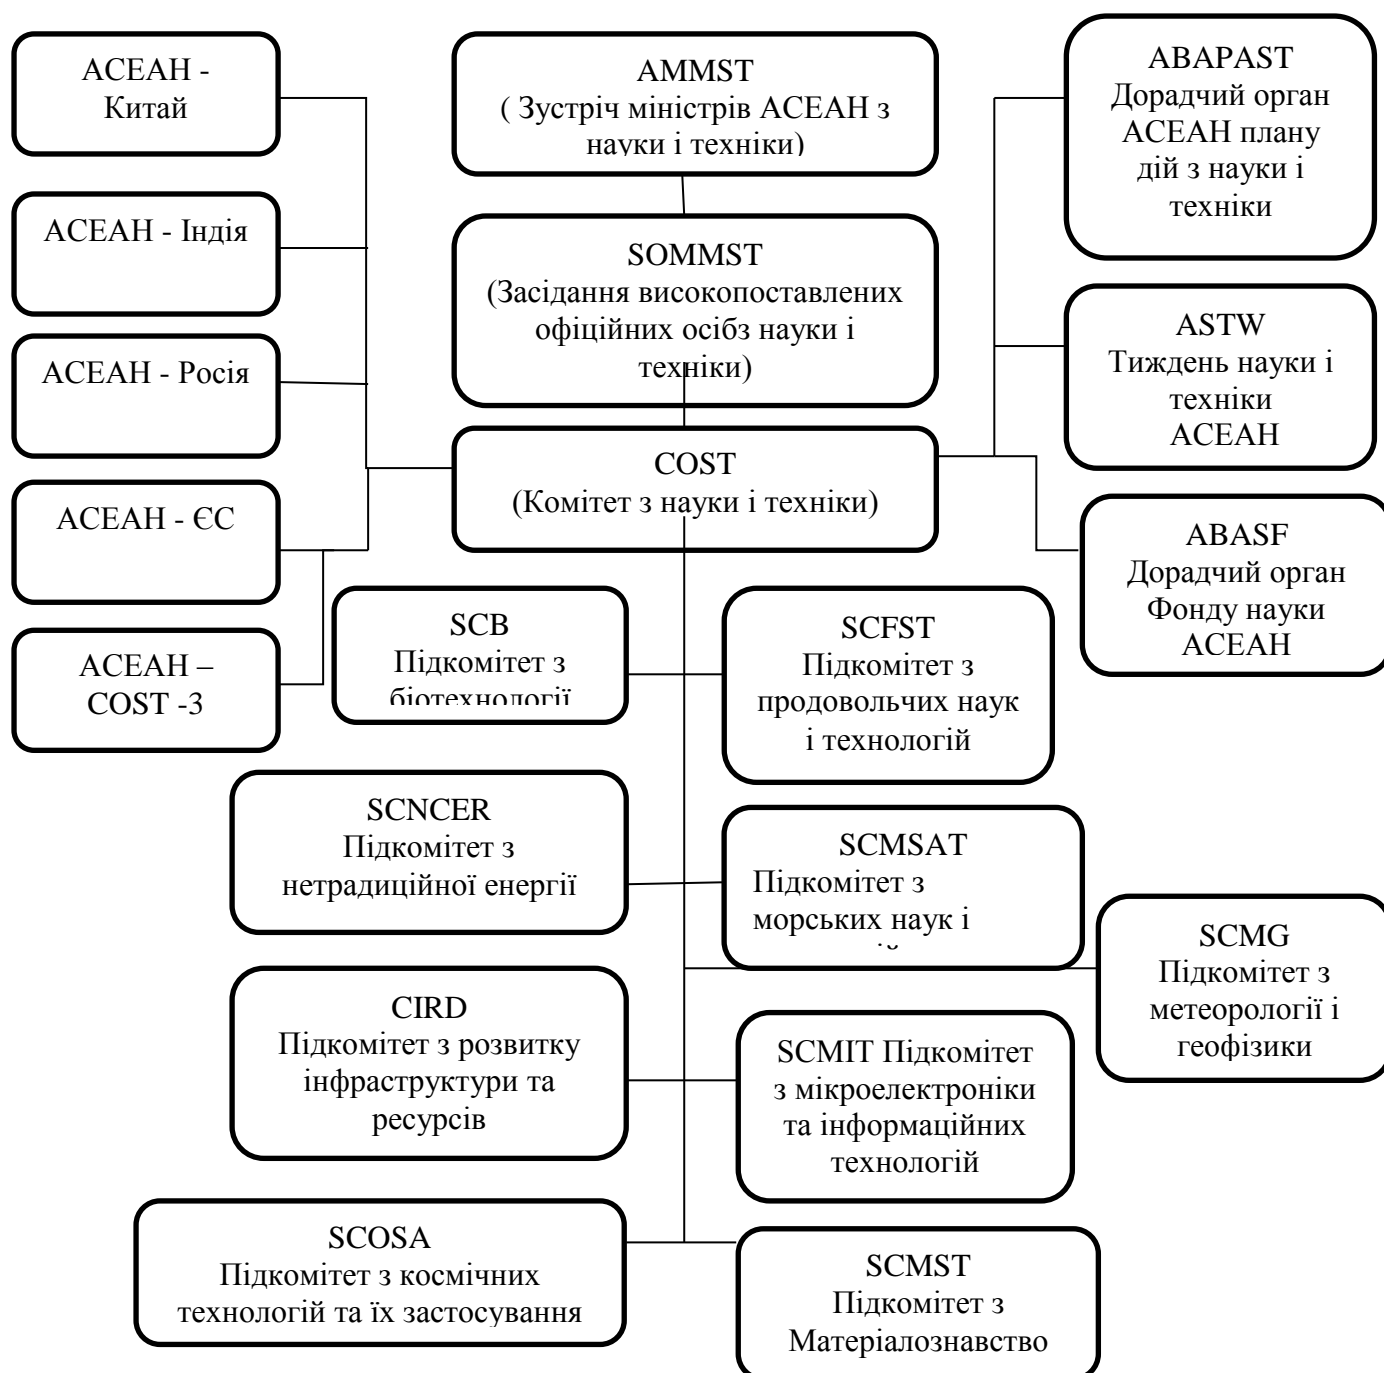 АСЕАН -
Китай
АСЕАН - Індія
АСЕАН - Росія
АСЕАН - ЄС
АСЕАН –
COST -3
AMMST
( Зустріч міністрів АСЕАН з
науки і техніки)
SOMMST
(Засідання високопоставлених
офіційних осібз науки і
техніки)
COST
(Комітет з науки і техніки)
ABAPAST
Дорадчий орган
АСЕАН плану
дій з науки і
техніки
ASTW
Тиждень науки і
техніки
АСЕАН
ABASF
Дорадчий орган
Фонду науки
АСЕАН
SCB
Підкомітет з
біотехнології
SCFST
Підкомітет з
продовольчих наук
і технологій
SCNCER
Підкомітет з
нетрадиційної енергії
SCMSAT
Підкомітет з
морських наук і
SCMG
Підкомітет з
метеорології і
геофізики
CIRD
Підкомітет з розвитку
інфраструктури та
ресурсів
SCMIT Підкомітет
з мікроелектроніки
та інформаційних
технологій
SCOSA
Підкомітет з космічних
технологій та їх застосування
SCMST
Підкомітет з
Матеріалознавство